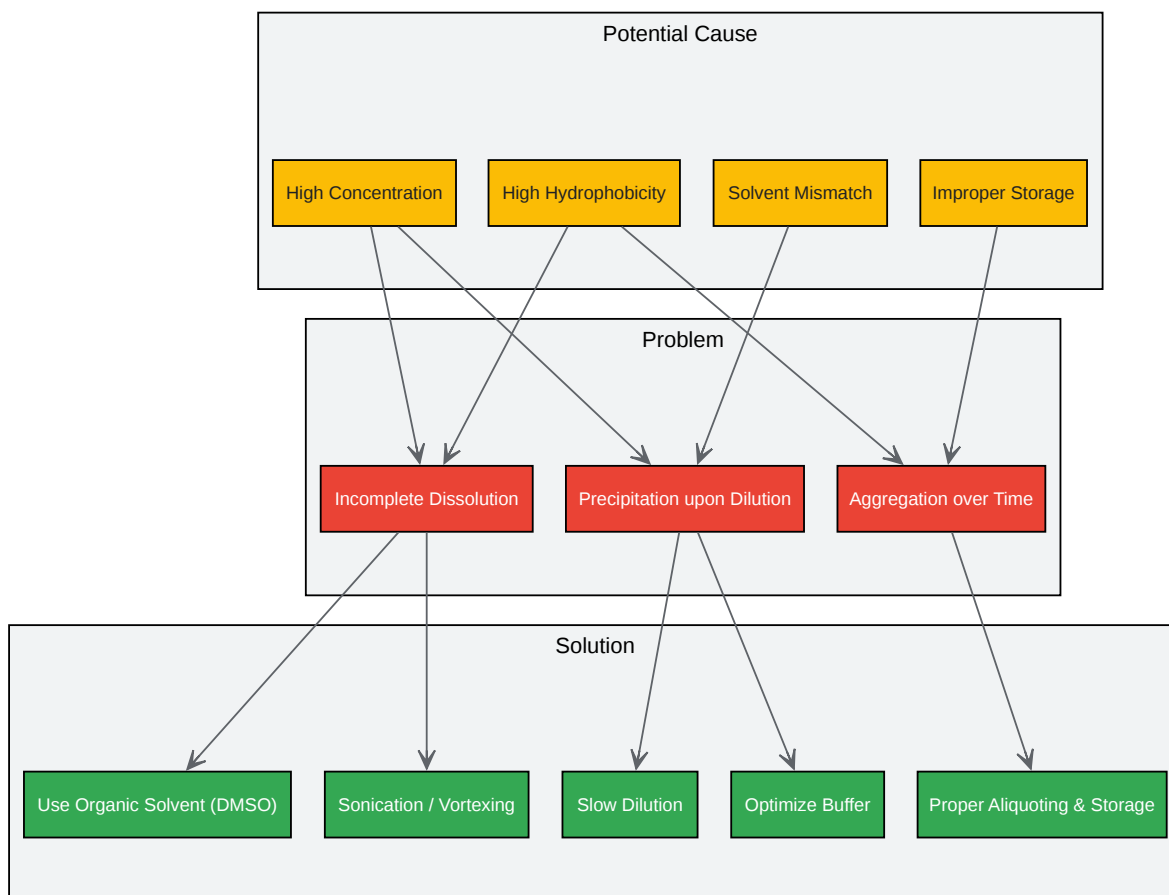 Potential Cause
High Concentration
High Hydrophobicity
Solvent Mismatch
Improper Storage
Problem
Incomplete Dissolution
Precipitation upon Dilution
Aggregation over Time
Solution
Use Organic Solvent (DMSO)
Sonication / Vortexing
Slow Dilution
Optimize Buffer
Proper Aliquoting & Storage